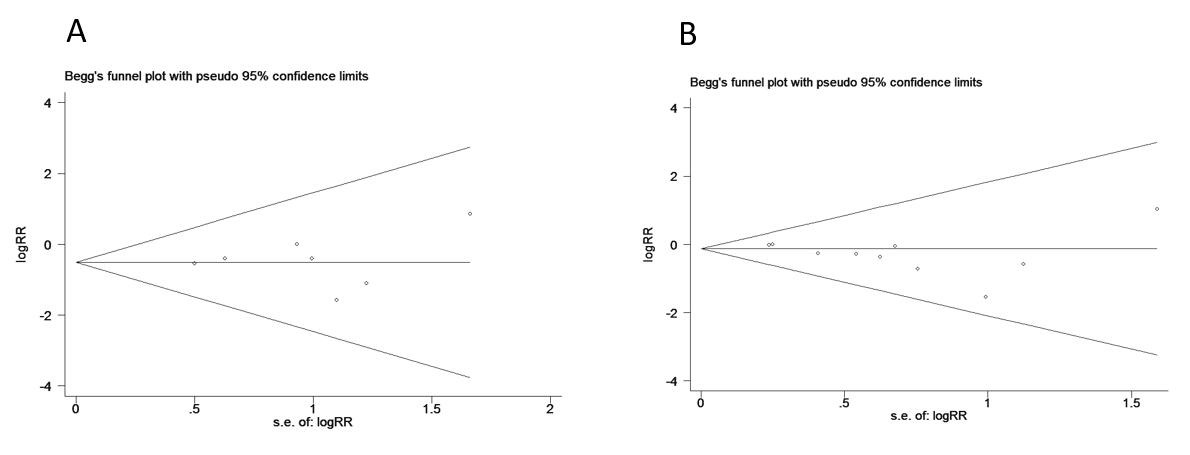 A
Begg's funnel plot with pseudo 95% confidence limits
4
2
0
-2
-4
logRR
0 .5 1 1.5 2
s.e. of: logRR
B
Begg's funnel plot with pseudo 95% confidence limits
4
2
0
-2
-4
logRR
0 .5 1 1.5
s.e. of: logRR